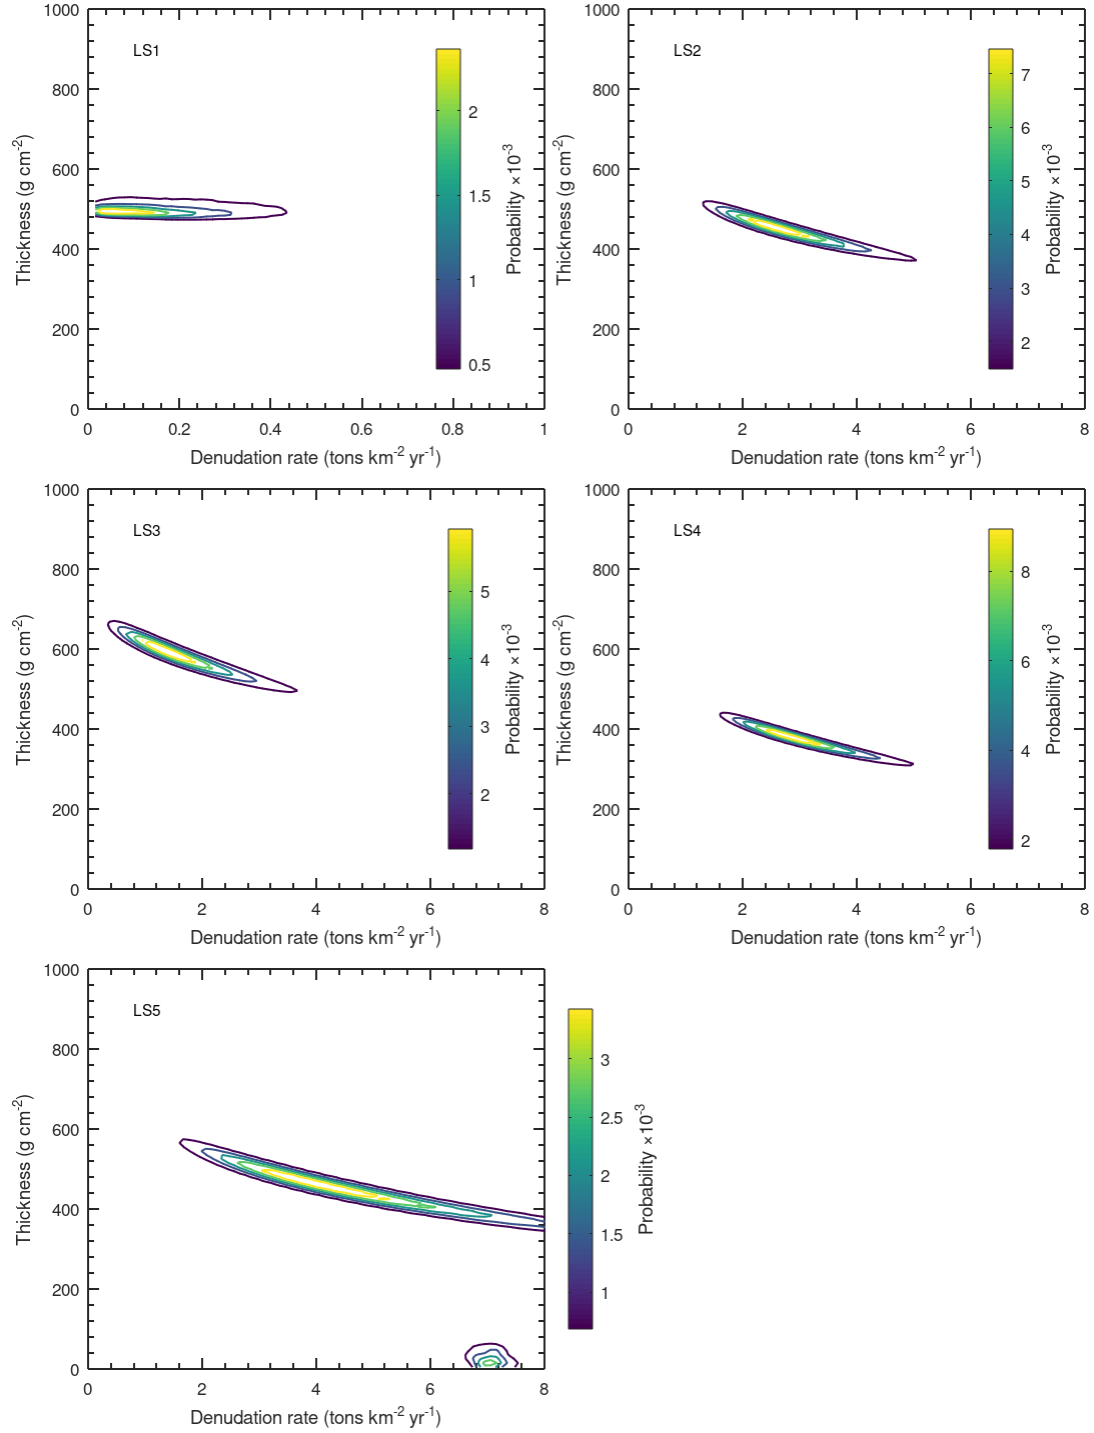 1000
800
600
400
200
0
Thickness (g cm-2)
LS1
2
1.5
1
0.5
Probability ×10-3
0 0.2 0.4 0.6 0.8 1
Denudation rate (tons km-2 yr-1)
1000
800
600
400
200
0
Thickness (g cm-2)
LS2
7
6
5
4
3
2
Probability ×10-3
0 2 4 6 8
Denudation rate (tons km-2 yr-1)
1000
800
600
400
200
0
Thickness (g cm-2)
LS3
5
4
3
2
Probability ×10-3
0 2 4 6 8
Denudation rate (tons km-2 yr-1)
1000
800
600
400
200
0
Thickness (g cm-2)
LS4
8
6
4
2
Probability ×10-3
0 2 4 6 8
Denudation rate (tons km-2 yr-1)
1000
800
600
400
200
0
Thickness (g cm-2)
LS5
3
2.5
2
1.5
1
Probability ×10-3
0 2 4 6 8
Denudation rate (tons km-2 yr-1)